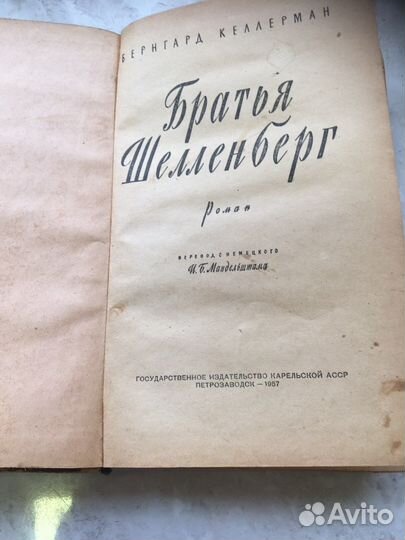 БЕРНГАРД КЕЛЛЕРМАН
Братья
Шелленберг
роман
ПЕРЕВОД С НЕМЕЦКОГО
И. Б. Мандельштама
ГОСУДАРСТВЕННОЕ ИЗДАТЕЛЬСТВО КАРЕЛЬСКОЙ АССР
ПЕТРОЗАВОДСК — 1957
Avito